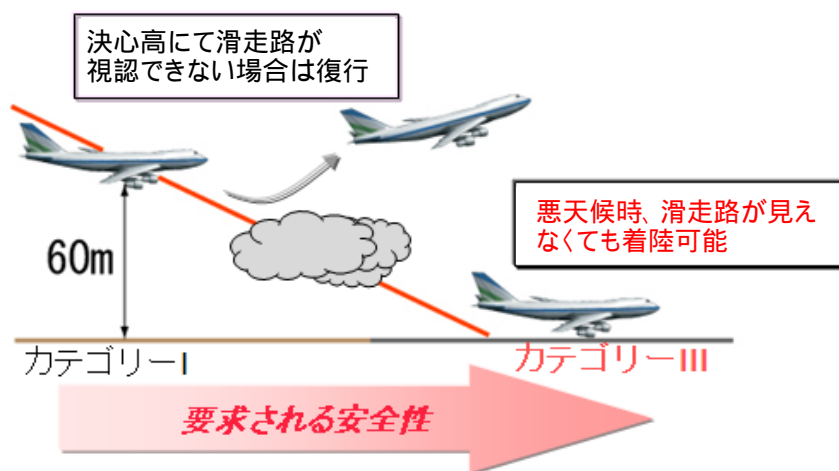 決心高にて滑走路が
視認できない場合は復行
悪天候時、滑走路が見え
なくても着陸可能
60m
カテゴリーI
カテゴリーIII
要求される安全性